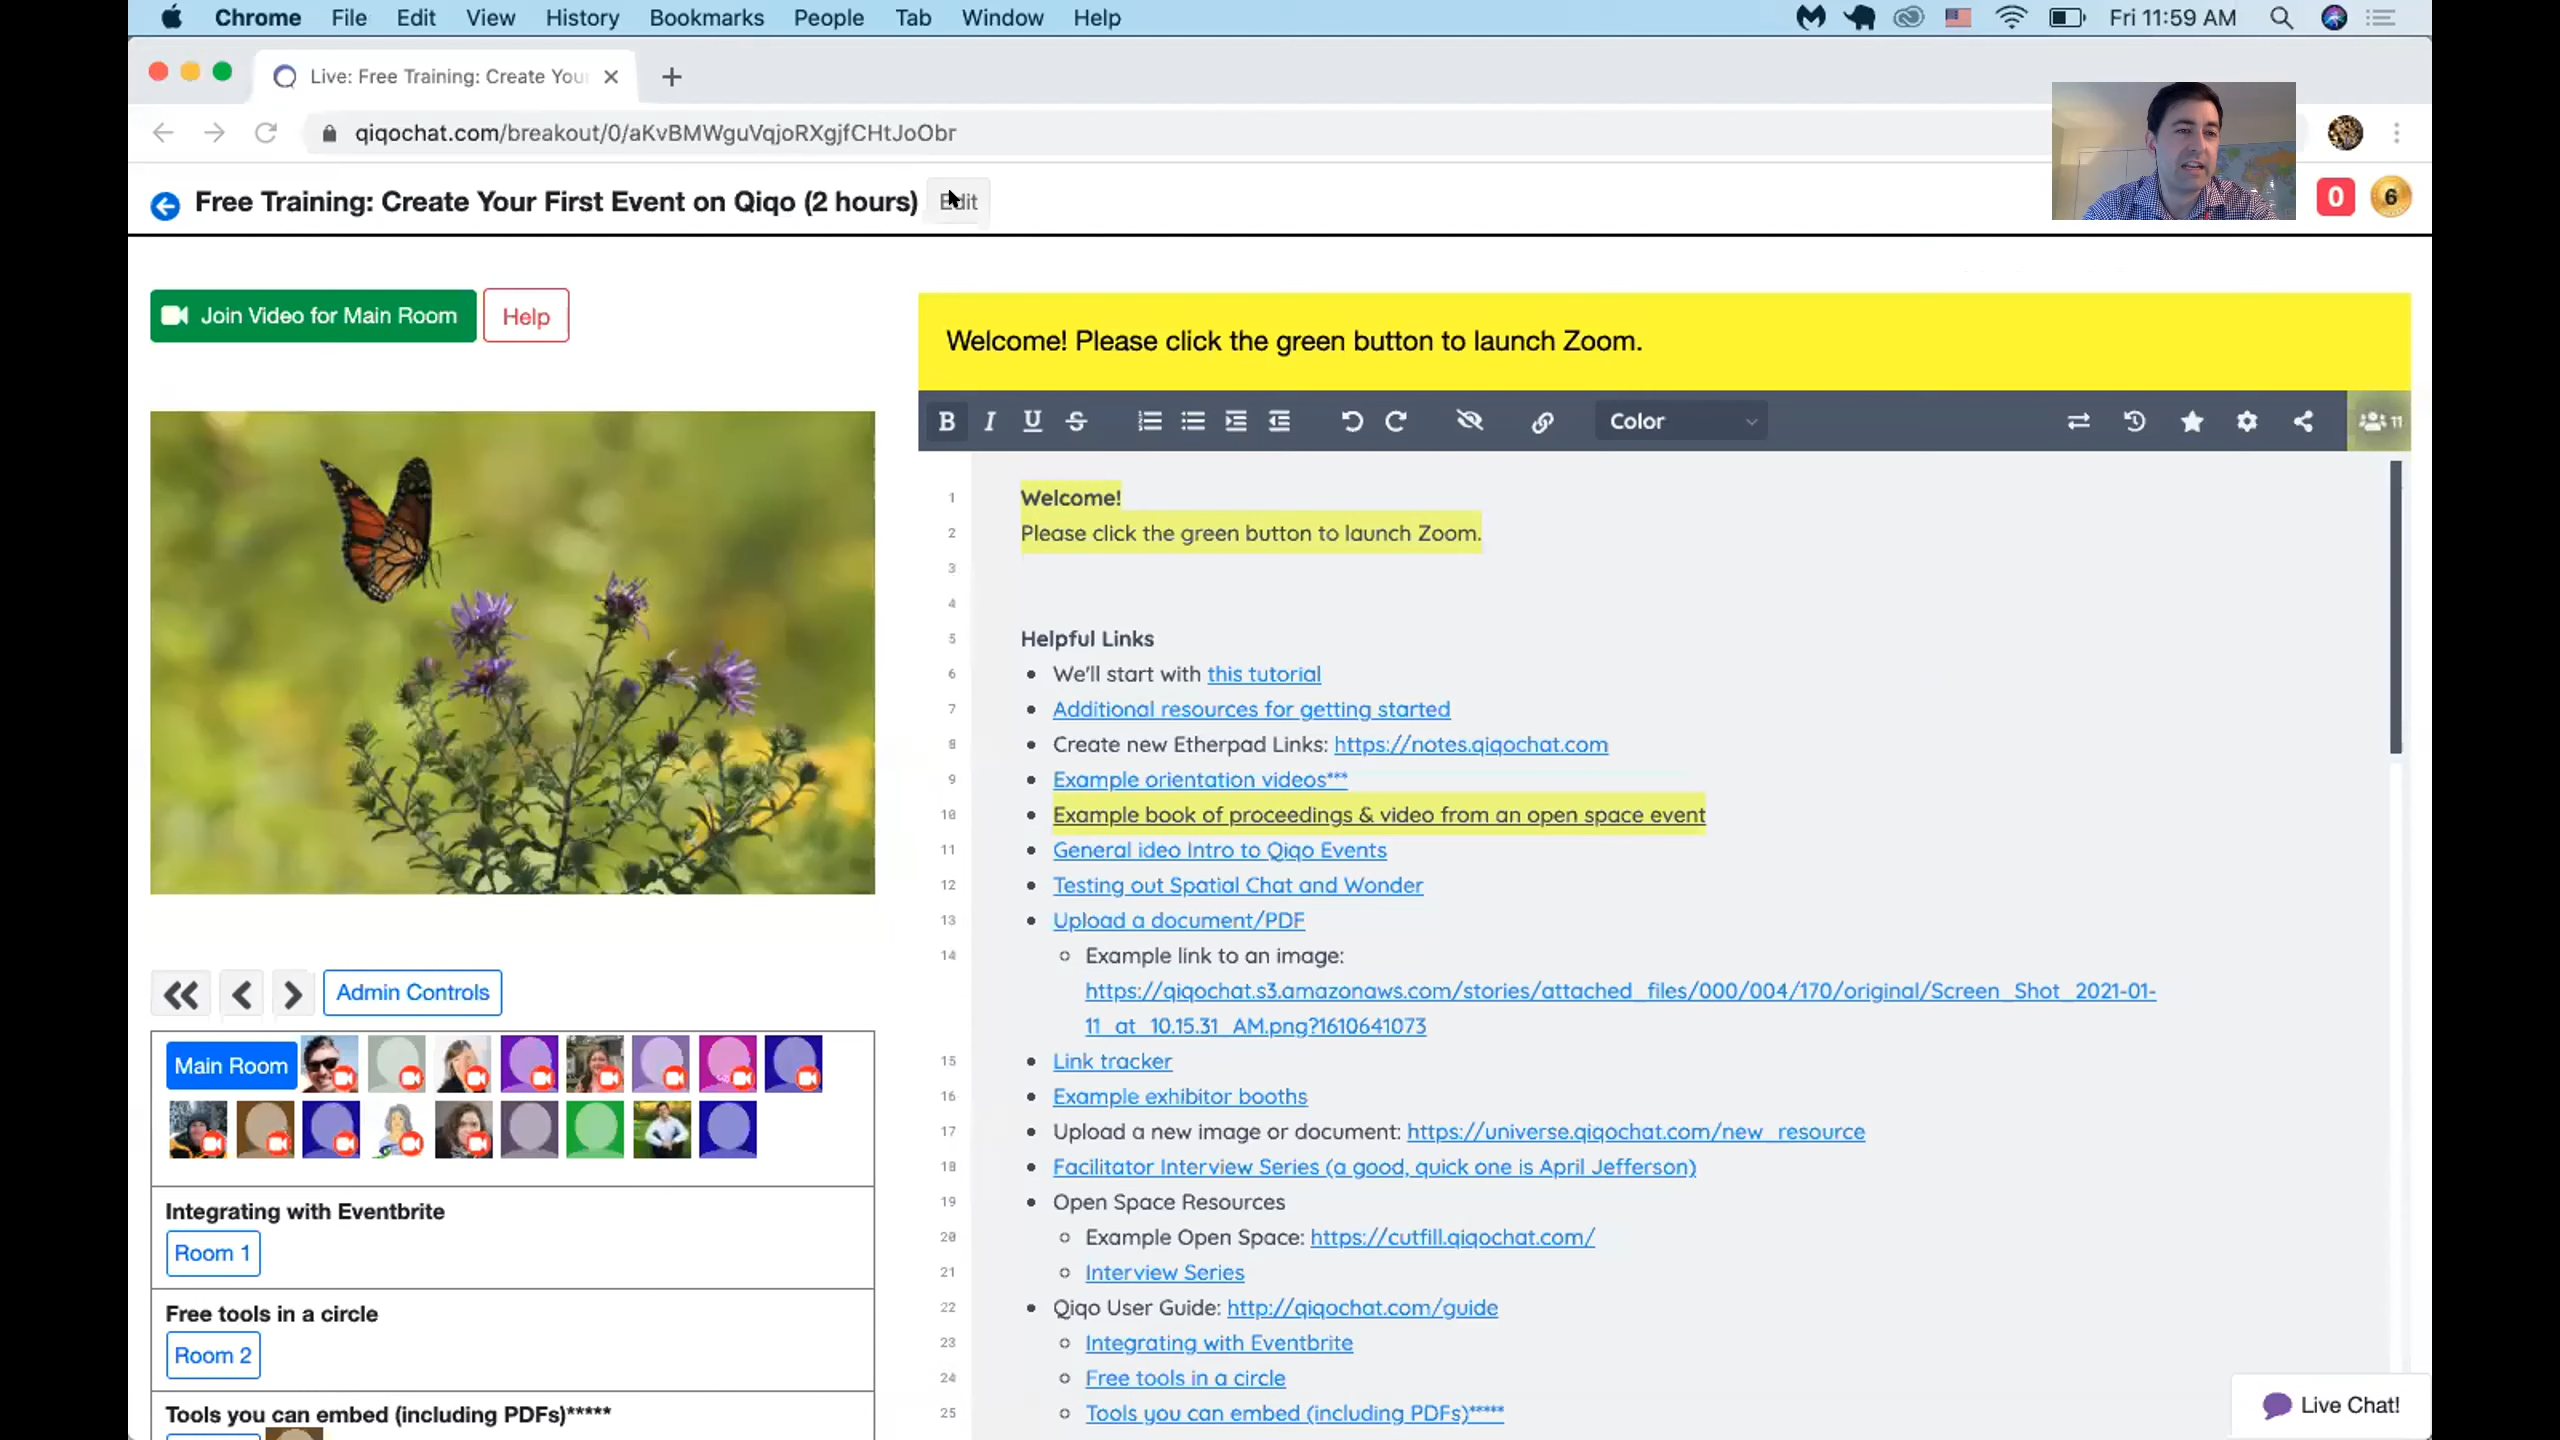 Chrome File Edit View History Bookmarks People Tab Window Help Fri 11:59 AM
Live: Free Training: Create Your
qiqochat.com/breakout/0/aKvBMWguVqjoRXgjfCHtJoObr
Free Training: Create Your First Event on Qiqo (2 hours) Edit 0 6
Join Video for Main Room Help
Welcome! Please click the green button to launch Zoom.
B I U S Color 11
1 Welcome!
2 Please click the green button to launch Zoom.
3
4
5 Helpful Links
6 We'll start with this tutorial
7 Additional resources for getting started
8 Create new Etherpad Links: https://notes.qiqochat.com
9 Example orientation videos***
10 Example book of proceedings & video from an open space event
11 General ideo Intro to Qiqo Events
12 Testing out Spatial Chat and Wonder
13 Upload a document/PDF
14 Example link to an image:
https://qiqochat.s3.amazonaws.com/stories/attached_files/000/004/170/original/Screen_Shot_2021-01-
11_at_10.15.31_AM.png?1610641073
15 Link tracker
16 Example exhibitor booths
17 Upload a new image or document: https://universe.qiqochat.com/new_resource
18 Facilitator Interview Series (a good, quick one is April Jefferson)
19 Open Space Resources
20 Example Open Space: https://cutfill.qiqochat.com/
21 Interview Series
22 Qiqo User Guide: http://qiqochat.com/guide
23 Integrating with Eventbrite
24 Free tools in a circle
25 Tools you can embed (including PDFs)*****
Admin Controls
Main Room
Integrating with Eventbrite
Room 1
Free tools in a circle
Room 2
Tools you can embed (including PDFs)*****
Live Chat!